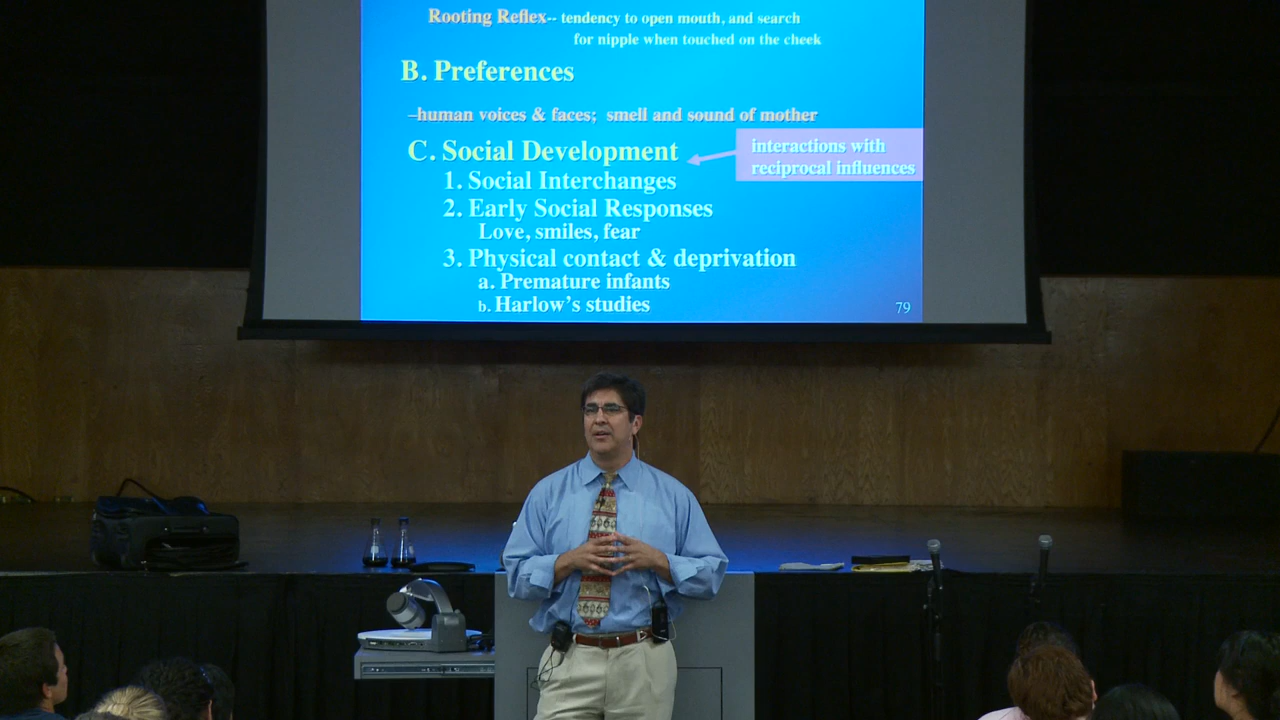 Rooting Reflex-- tendency to open mouth, and search
for nipple when touched on the cheek
B. Preferences
–human voices & faces; smell and sound of mother
C. Social Development
interactions with
reciprocal influences
1. Social Interchanges
2. Early Social Responses
Love, smiles, fear
3. Physical contact & deprivation
a. Premature infants
b. Harlow's studies
79